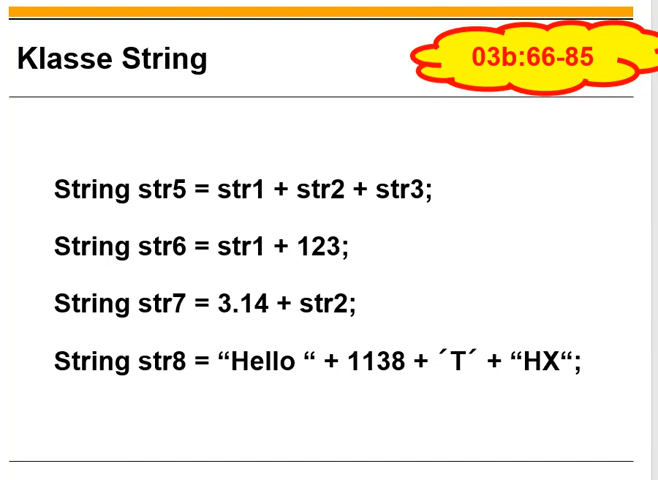 Klasse String
03b:66-85
String str5 = str1 + str2 + str3;
String str6 = str1 + 123;
String str7 = 3.14 + str2;
String str8 = “Hello “ + 1138 + ´T´ + “HX“;